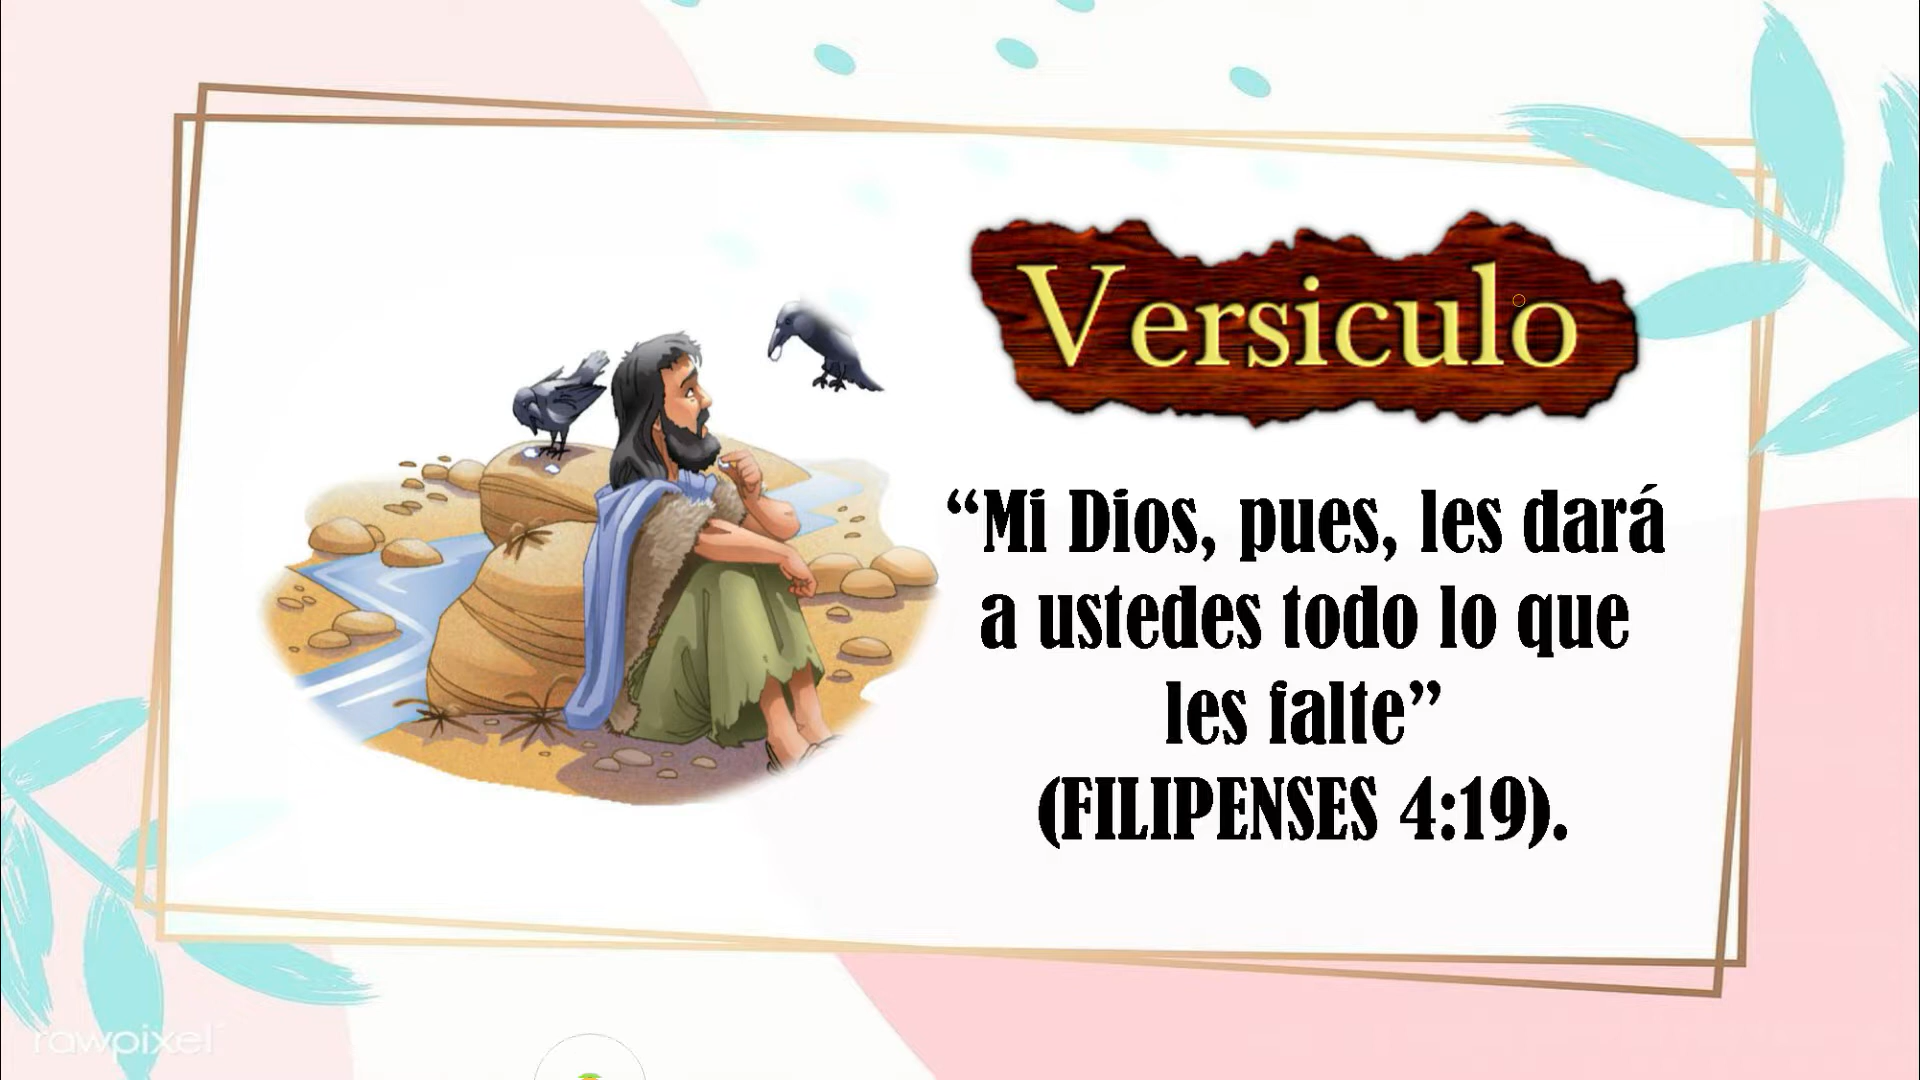 Versiculo
“Mi Dios, pues, les dará
a ustedes todo lo que
les falte”
(FILIPENSES 4:19).
rawpixel